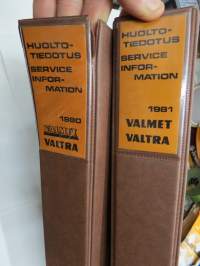 HUOLTO-
TIEDOTUS
SERVICE
INFOR-
MATION
1980
VALMET
VALTRA
HUOLTO-
TIEDOTUS
SERVICE
INFOR-
MATION
1981
VALMET
VALTRA